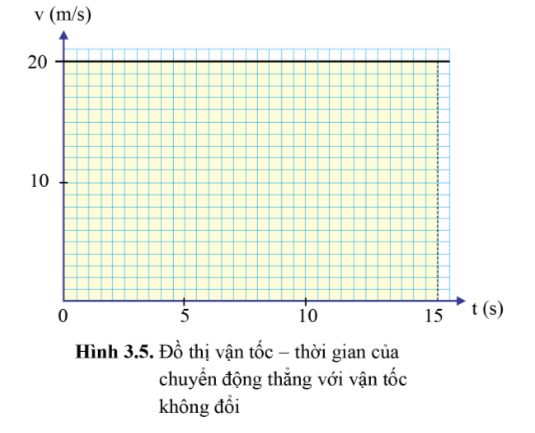 v (m/s)
20
10
0 5 10 15 t (s)
Hình 3.5. Đồ thị vận tốc – thời gian của
chuyển động thẳng với vận tốc
không đổi